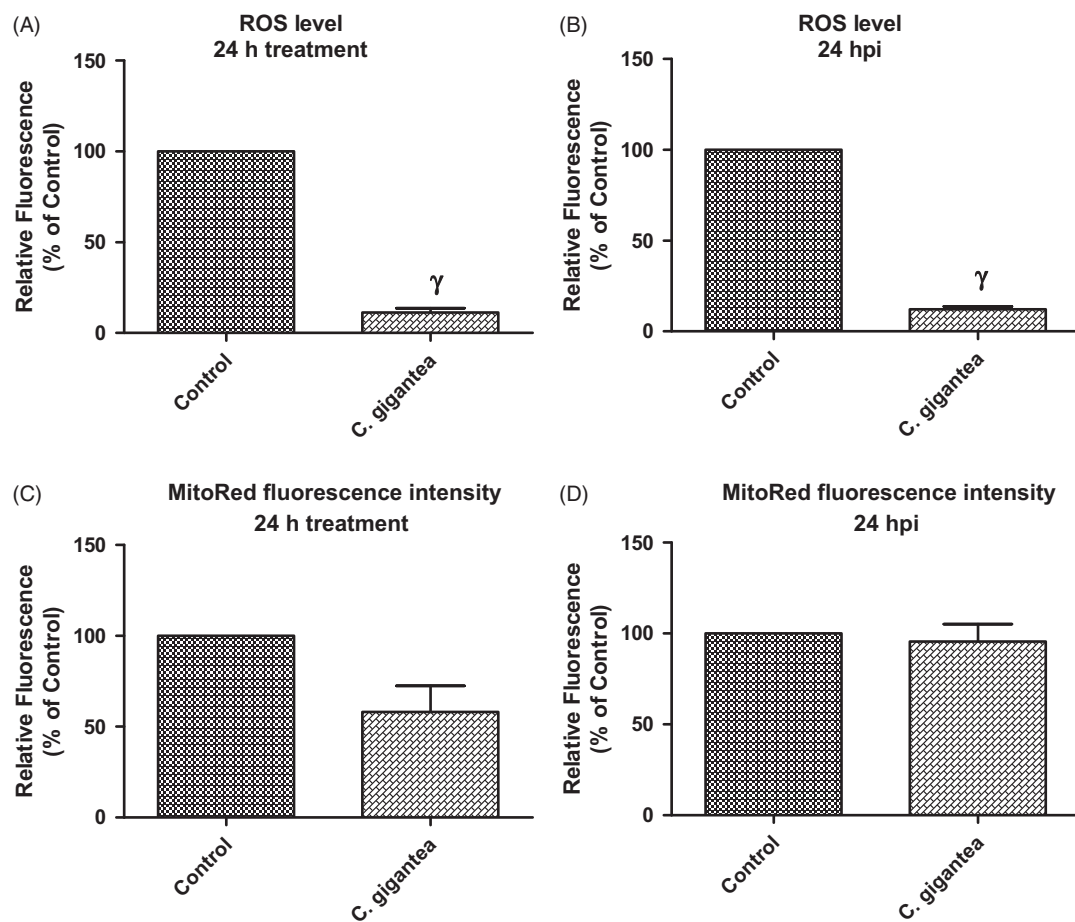 (A)
ROS level
24 h treatment
Relative Fluorescence
(% of Control)
150
100
50
0
γ
Control
C. gigantea
(B)
ROS level
24 hpi
Relative Fluorescence
(% of Control)
150
100
50
0
γ
Control
C. gigantea
(C)
MitoRed fluorescence intensity
24 h treatment
Relative Fluorescence
(% of Control)
150
100
50
0
Control
C. gigantea
(D)
MitoRed fluorescence intensity
24 hpi
Relative Fluorescence
(% of Control)
150
100
50
0
Control
C. gigantea